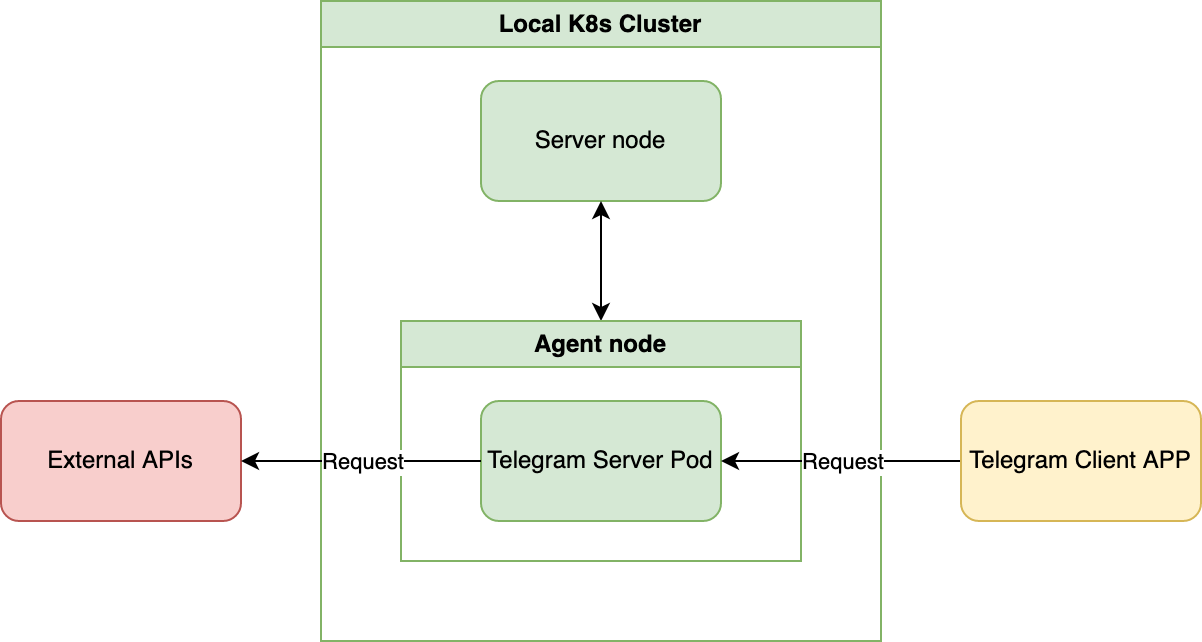 Local K8s Cluster
Server node
Agent node
External APIs
Request
Telegram Server Pod
Request
Telegram Client APP